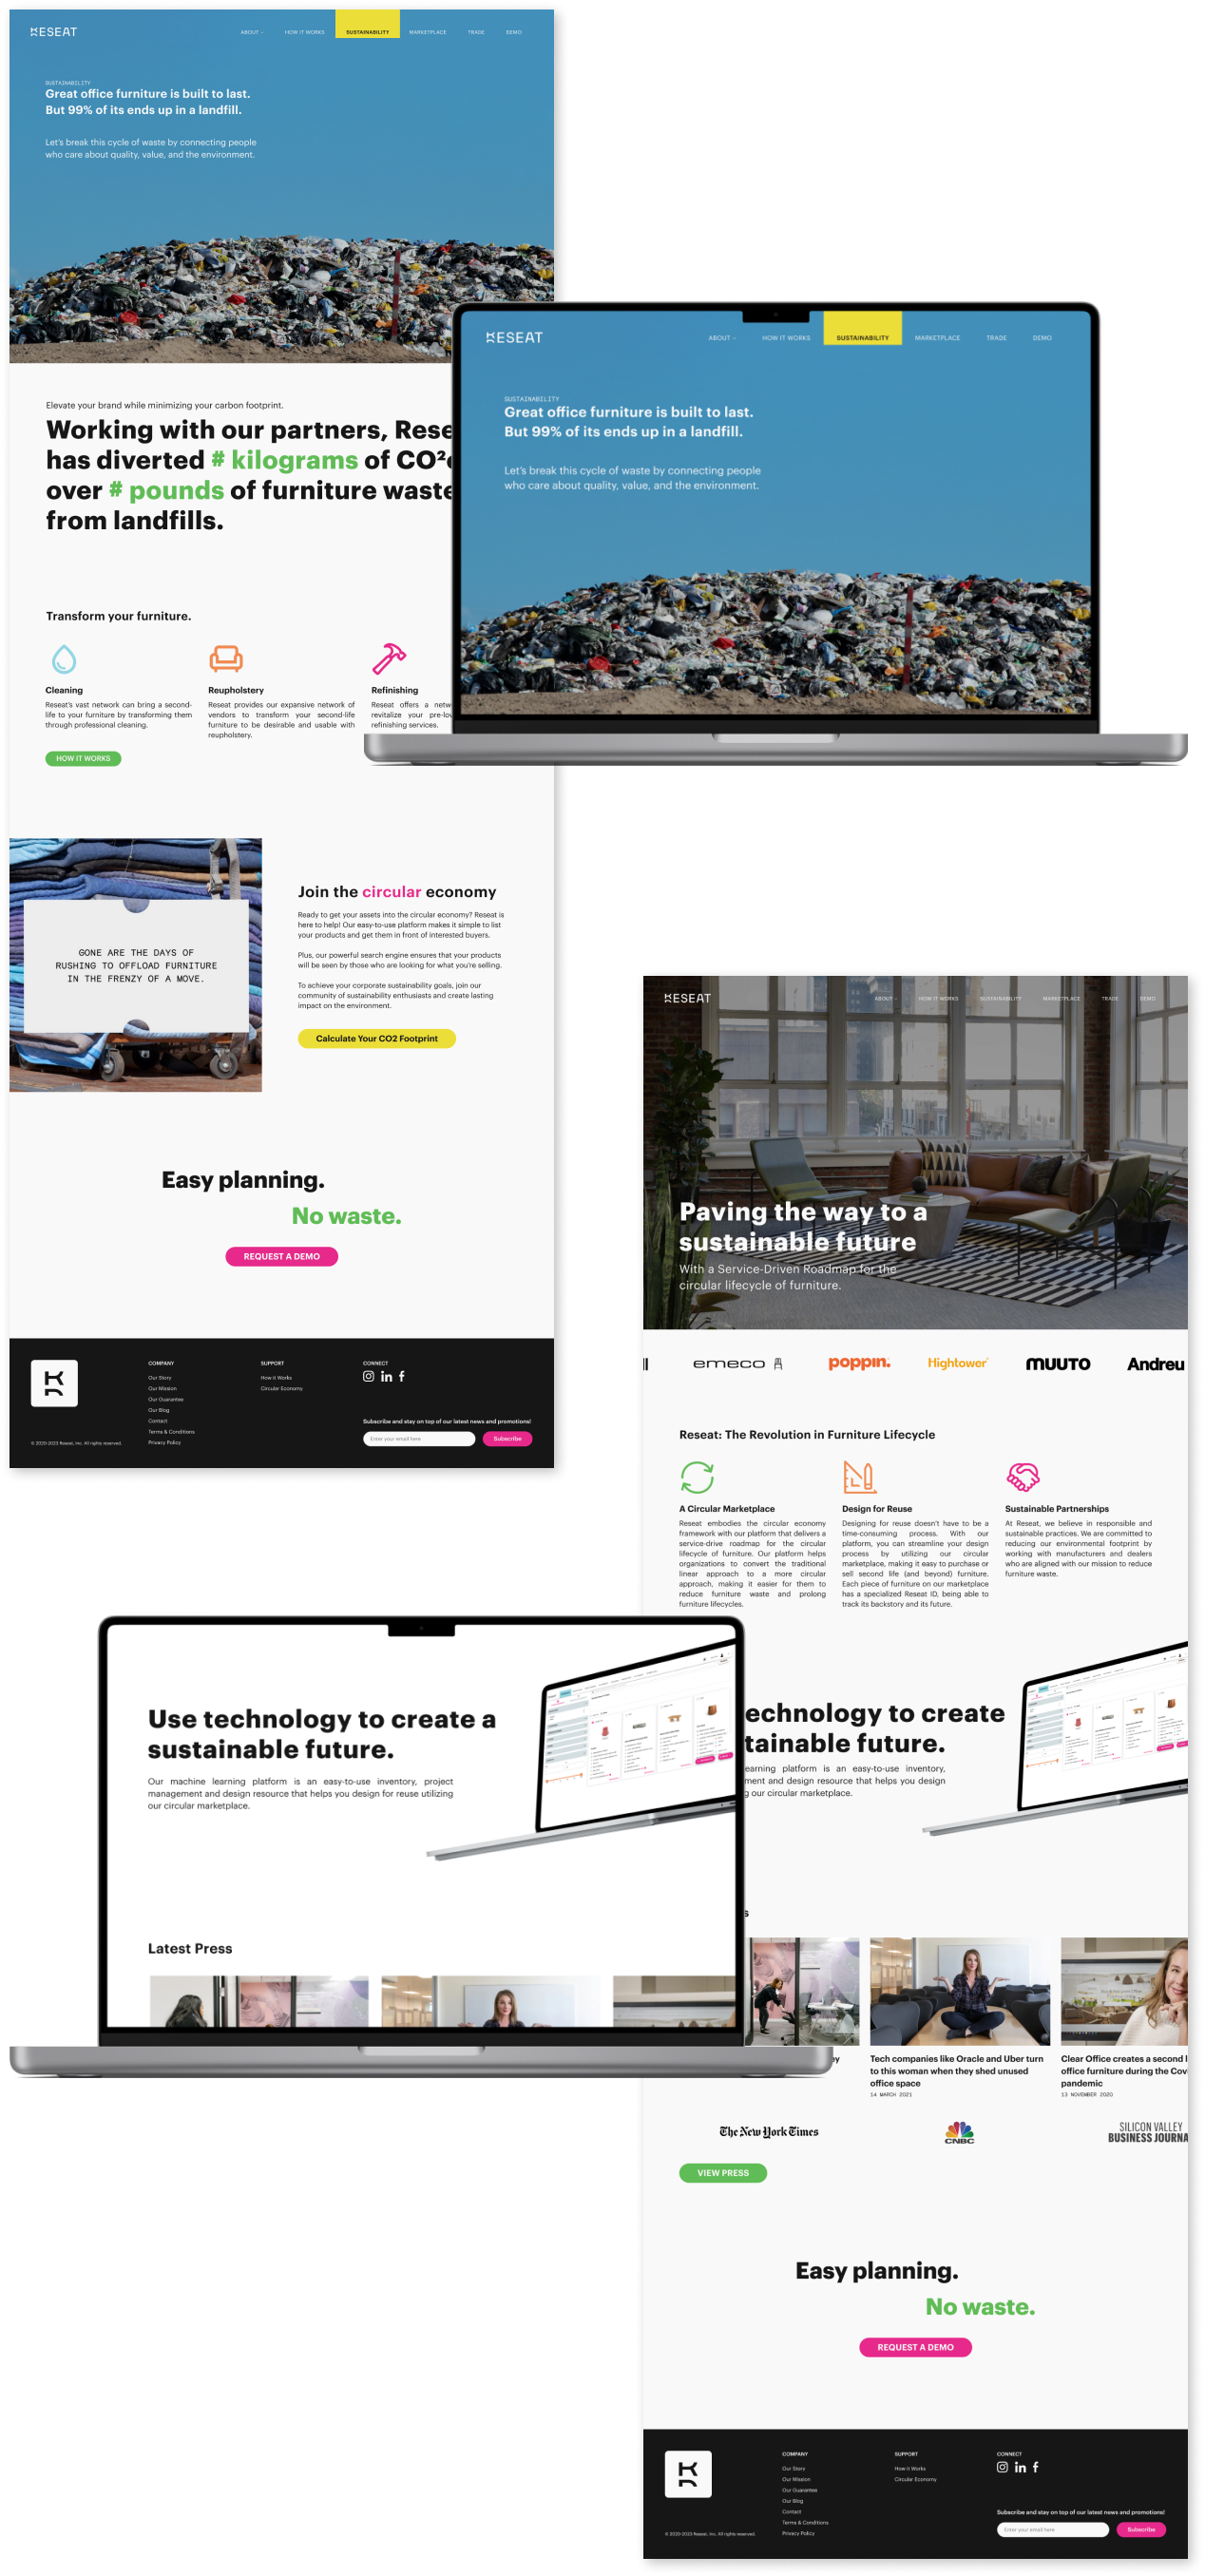 RESEAT
ABOUT
HOW IT WORKS
SUSTAINABILITY
MARKETPLACE
TRADE
DEMO
SUSTAINABILITY
Great office furniture is built to last.
But 99% of its ends up in a landfill.
Let's break this cycle of waste by connecting people
who care about quality, value, and the environment.
Elevate your brand while minimizing your carbon footprint.
Working with our partners, Rese
has diverted # kilograms of CO²
over # pounds of furniture waste
from landfills.
Transform your furniture.
Cleaning
Reseat's vast network can bring a second-
life to your furniture by transforming them
through professional cleaning.
Reupholstery
Reseat provides our expansive network of
vendors to transform your second-life
furniture to be desirable and usable with
reupholstery.
Refinishing
Reseat offers a netw
revitalize your pre-lov
refinishing services.
HOW IT WORKS
RESEAT
ABOUT
HOW IT WORKS
SUSTAINABILITY
MARKETPLACE
TRADE
DEMO
SUSTAINABILITY
Great office furniture is built to last.
But 99% of its ends up in a landfill.
Let's break this cycle of waste by connecting people
who care about quality, value, and the environment.
GONE ARE THE DAYS OF
RUSHING TO OFFLOAD FURNITURE
IN THE FRENZY OF A MOVE.
Join the circular economy
Ready to get your assets into the circular economy? Reseat is
here to help! Our easy-to-use platform makes it simple to list
your products and get them in front of interested buyers.
Plus, our powerful search engine ensures that your products
will be seen by those who are looking for what you're selling.
To achieve your corporate sustainability goals, join our
community of sustainability enthusiasts and create lasting
impact on the environment.
Calculate Your CO2 Footprint
Easy planning.
No waste.
REQUEST A DEMO
COMPANY
Our Story
Our Mission
Our Guarantee
Our Blog
Contact
Terms & Conditions
Privacy Policy
SUPPORT
How it Works
Circular Economy
CONNECT
Subscribe and stay on top of our latest news and promotions!
Enter your email here
Subscribe
© 2020-2023 Reseat, Inc. All rights reserved.
RESEAT
ABOUT
HOW IT WORKS
SUSTAINABILITY
MARKETPLACE
TRADE
DEMO
Paving the way to a
sustainable future
With a Service-Driven Roadmap for the
circular lifecycle of furniture.
emeco
poppin.
Hightower
MUUTO
Andreu
Reseat: The Revolution in Furniture Lifecycle
A Circular Marketplace
Reseat embodies the circular economy
framework with our platform that delivers a
service-drive roadmap for the circular
lifecycle of furniture. Our platform helps
organizations to convert the traditional
linear approach to a more circular
approach, making it easier for them to
reduce furniture waste and prolong
furniture lifecycles.
Design for Reuse
Designing for reuse doesn't have to be a
time-consuming process. With our
platform, you can streamline your design
process by utilizing our circular
marketplace, making it easy to purchase or
sell second life (and beyond) furniture.
Each piece of furniture on our marketplace
has a specialized Reseat ID, being able to
track its backstory and its future.
Sustainable Partnerships
At Reseat, we believe in responsible and
sustainable practices. We are committed to
reducing our environmental footprint by
working with manufacturers and dealers
who are aligned with our mission to reduce
furniture waste.
Use technology to create a
sustainable future.
Our machine learning platform is an easy-to-use inventory, project
management and design resource that helps you design for reuse utilizing
our circular marketplace.
Latest Press
echnology to create
tainable future.
earning platform is an easy-to-use inventory,
ment and design resource that helps you design
g our circular marketplace.
s
ey
Tech companies like Oracle and Uber turn
to this woman when they shed unused
office space
14 MARCH 2021
Clear Office creates a second l
office furniture during the Cov
pandemic
13 NOVEMBER 2020
The New York Times
CNBC
SILICON VALLEY
BUSINESS JOURNA
VIEW PRESS
Easy planning.
No waste.
REQUEST A DEMO
COMPANY
Our Story
Our Mission
Our Guarantee
Our Blog
Contact
Terms & Conditions
Privacy Policy
SUPPORT
How it Works
Circular Economy
CONNECT
Subscribe and stay on top of our latest news and promotions!
Enter your email here
Subscribe
© 2020-2023 Reseat, Inc. All rights reserved.